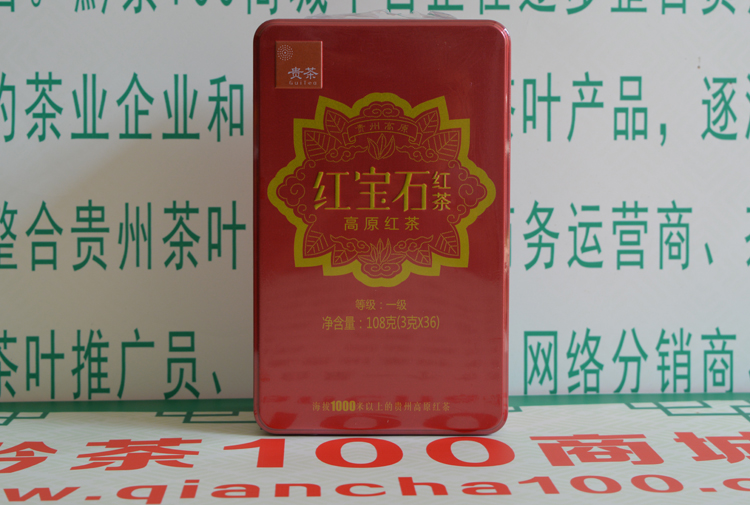 的茶业企业和
茶叶产品，逐
整合贵州茶叶
务运营商、
茶叶推广员、
网络分销商
贵茶
贵州高原
红宝石红茶
高原红茶
等级：一级
净含量：108克(3克X36)
海拔1000米以上的贵州高原红茶
黔茶100商城
www.qiancha100.com